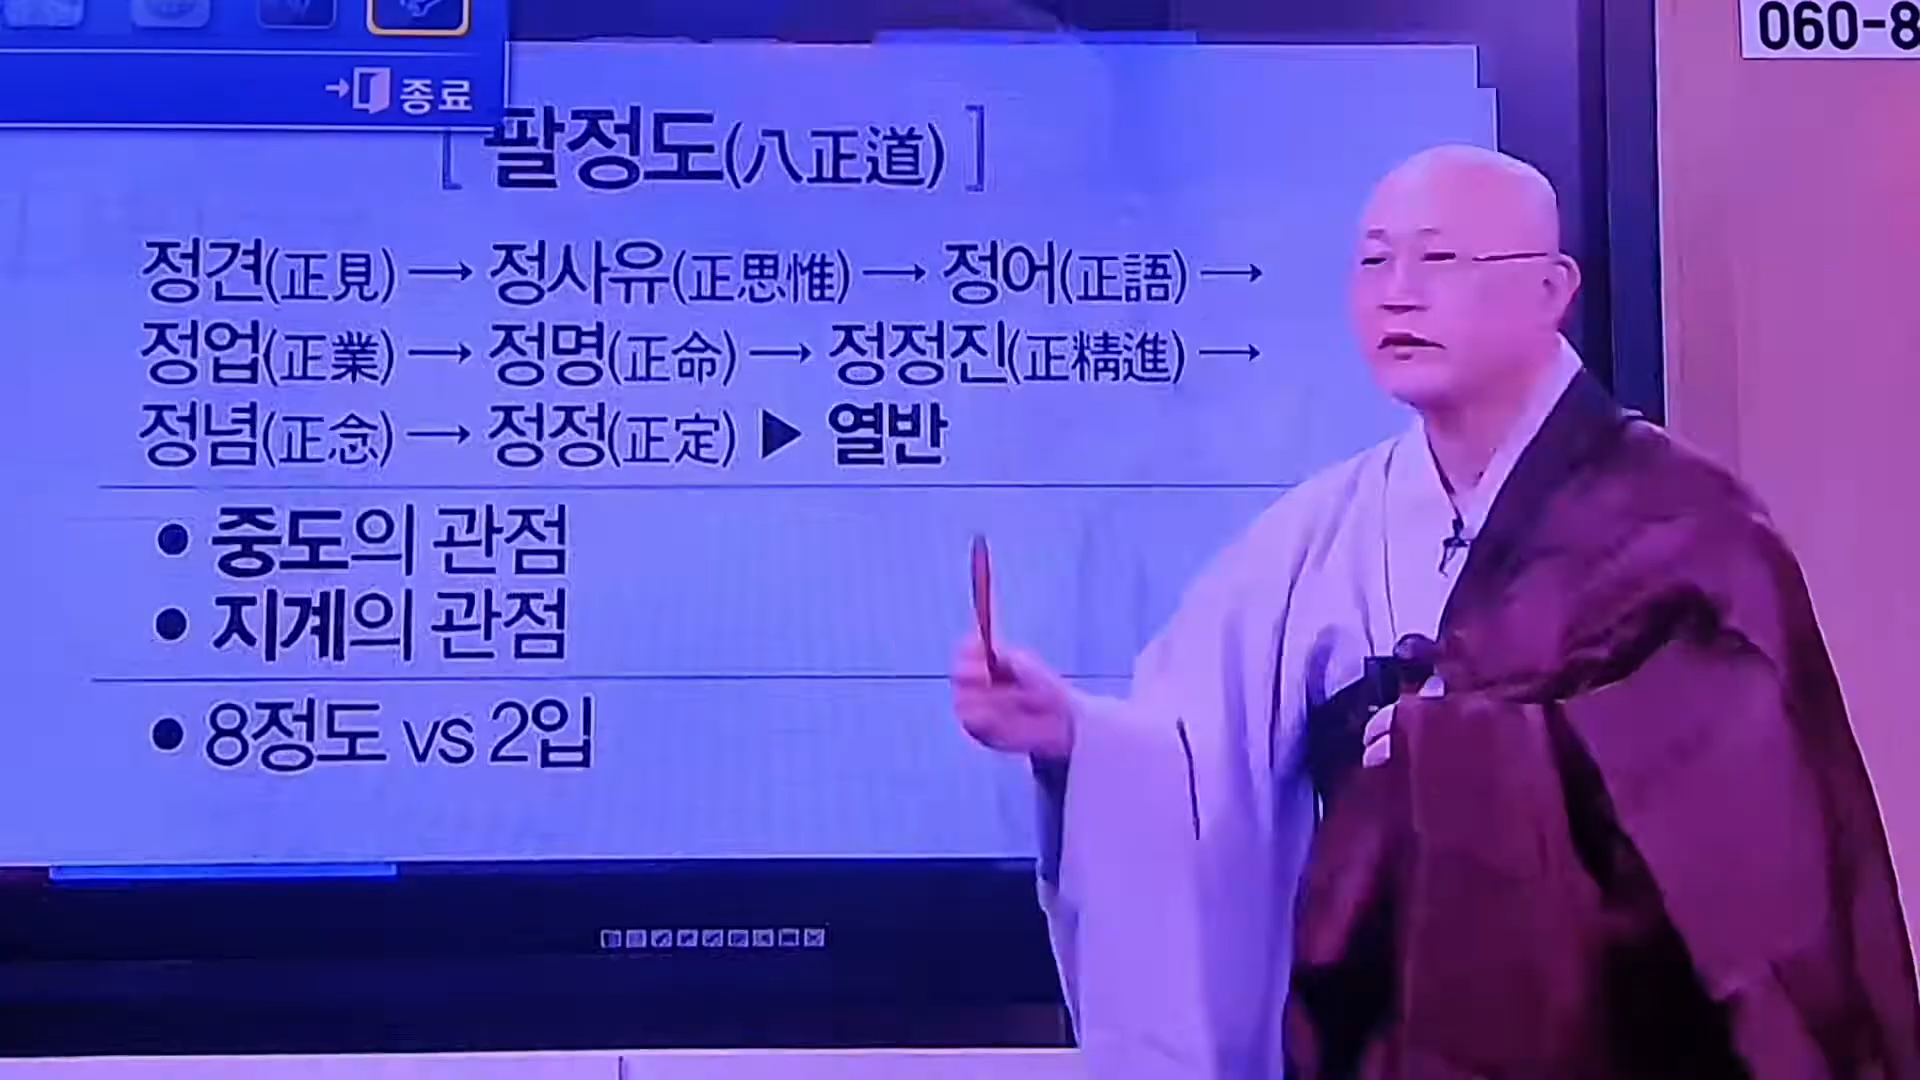 060-8
종료
[ 팔정도(八正道) ]
정견(正見) → 정사유(正思惟) → 정어(正語) →
정업(正業) → 정명(正命) → 정정진(正精進) →
정념(正念) → 정정(正定) ▶ 열반
• 중도의 관점
• 지계의 관점
• 8정도 vs 2입